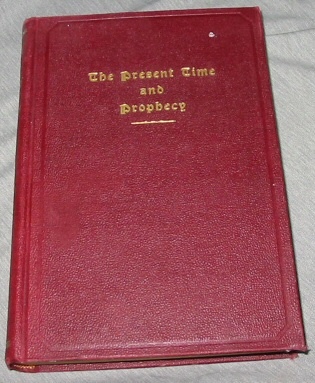 The Present Time
and
Prophecy